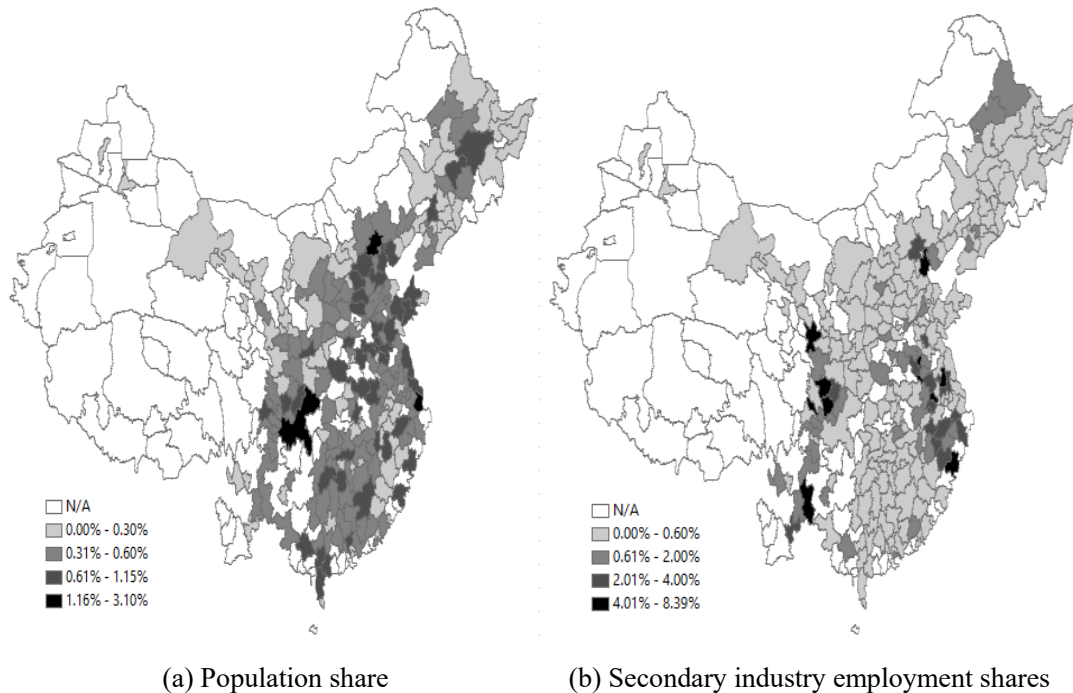 N/A
0.00% - 0.30%
0.31% - 0.60%
0.61% - 1.15%
1.16% - 3.10%
N/A
0.00% - 0.60%
0.61% - 2.00%
2.01% - 4.00%
4.01% - 8.39%
(a) Population share
(b) Secondary industry employment shares